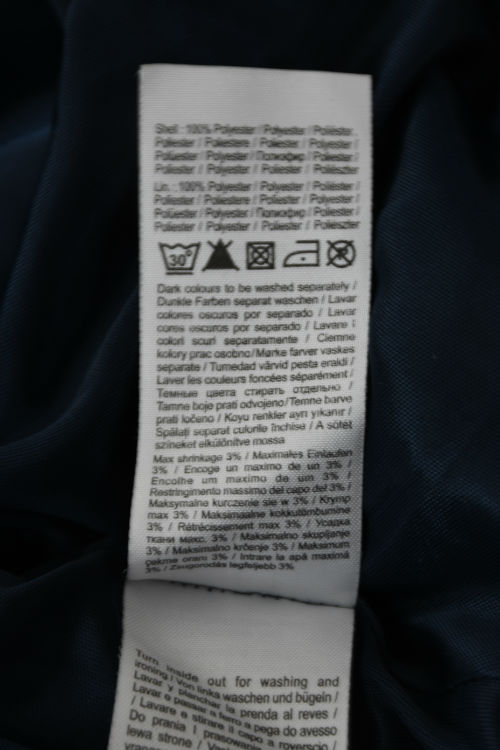 Shell : 100% Polyester / Polyester / Poliéster
Poliester / Poliestere / Poliester / Polyester
Polüester / Polyester / Полиэфир / Poliester
Poliester / Polyester / Poliester / Poliészter
Lin. : 100% Polyester / Polyester / Poliéster /
Poliester / Poliestere / Poliester / Polyester /
Polüester / Polyester / Полиэфир / Poliester /
Poliester / Polyester / Poliester / Poliészter
30°
Dark colours to be washed separately /
Dunkle Farben separat waschen / Lavar
colores oscuros por separado / Lavar
cores escuros por separado / Lavare i
colori scuri separatamente / Ciemne
kolory prac osobno/Mørke farver vaskes
separate / Tumedad värvid pesta eraldi /
Laver les couleurs foncées séparément /
Темные цвета стирать отдельно /
Tamne boje prati odvojeno/Temne barve
prati ločeno / Koyu renkler ayrı yıkanır /
Spălați separat culorile închise / A sötét
színeket elkülönítve mossa
Max shrinkage 3% / Maximales Einlaufen
3% / Encoge un maximo de un 3% /
Encolhe um maximo de um 3% /
Restringimento massimo del capo del 3% /
Maksymalne kurczenie sie w 3% / Krymp
max 3% / Maksimaalne kokkutõmbumine
3% / Rétrécissement max 3% / Усадка
ткани макс. 3% / Maksimalno skupljanje
3% / Maksimalno krčenje 3% / Maksimum
çekme oranı 3% / Intrare la apă maximă
3% / Zsugorodás legfeljebb 3%
Turn inside out for washing and
ironing / Von links waschen und bügeln /
Lavar y planchar la prenda al reves /
Lavar e passar a ferro a pega do avesso
/ Lavare e stirare il capo a rovescio /
Do prania i prasowania
lewa strone /